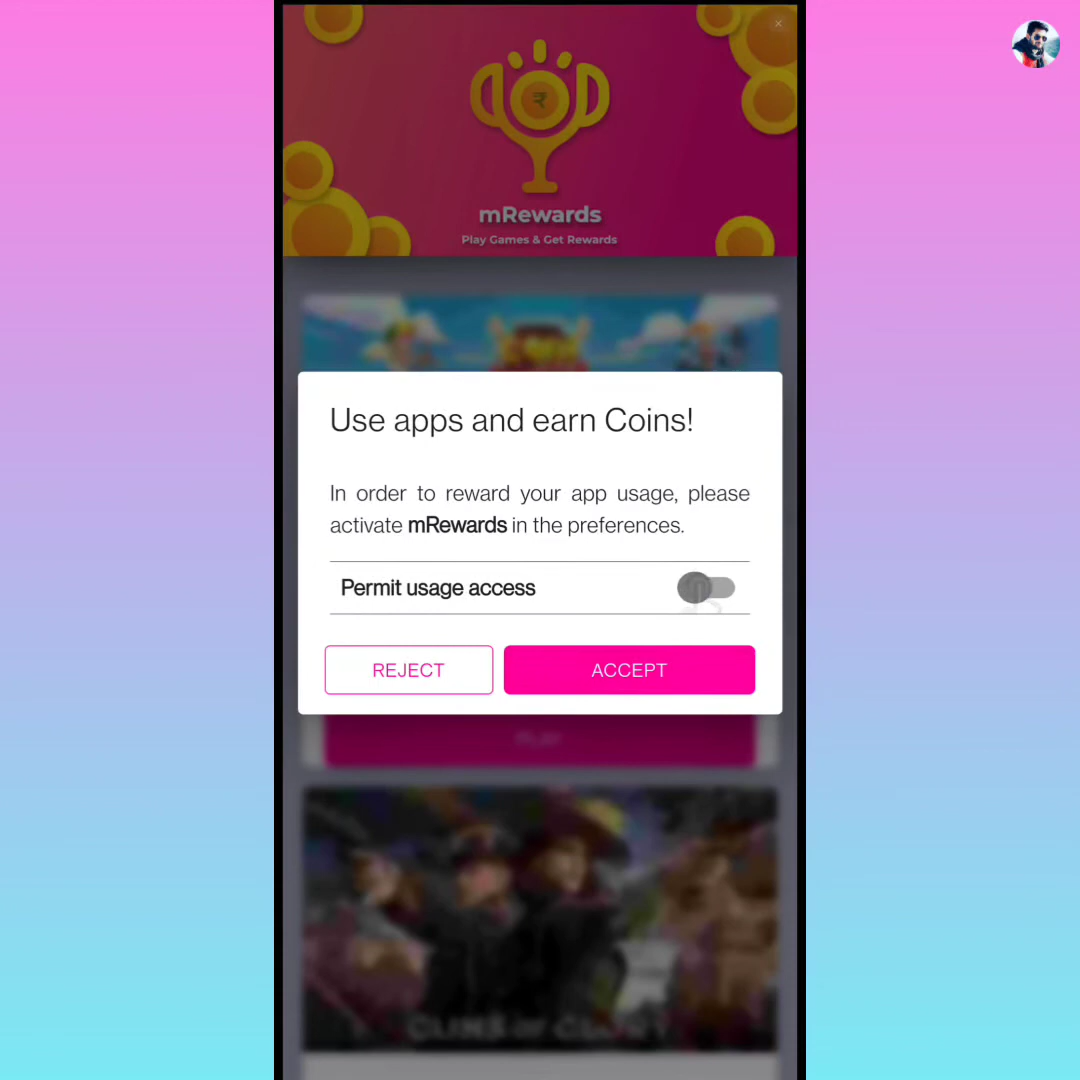 ₹
mRewards
Play Games & Get Rewards
Use apps and earn Coins!
In order to reward your app usage, please
activate mRewards in the preferences.
Permit usage access
REJECT
ACCEPT
PLAY